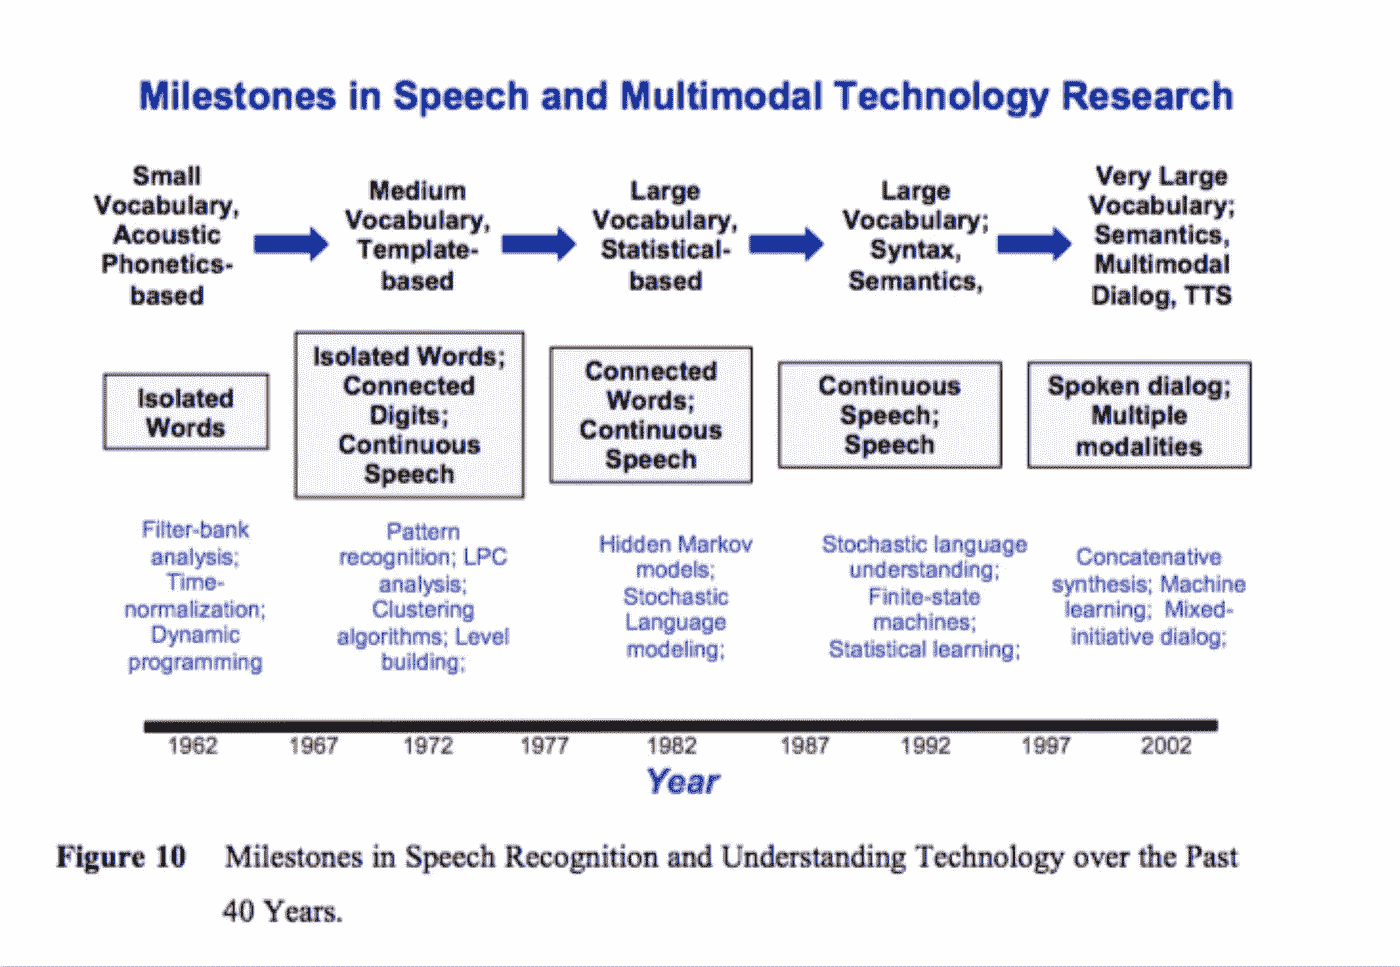 Milestones in Speech and Multimodal Technology Research
Small
Vocabulary,
Acoustic
Phonetics-
based
Medium
Vocabulary,
Template-
based
Large
Vocabulary,
Statistical-
based
Large
Vocabulary;
Syntax,
Semantics,
Very Large
Vocabulary;
Semantics,
Multimodal
Dialog, TTS
Isolated
Words
Isolated Words;
Connected
Digits;
Continuous
Speech
Connected
Words;
Continuous
Speech
Continuous
Speech;
Speech
Spoken dialog;
Multiple
modalities
Filter-bank
analysis;
Time-
normalization;
Dynamic
programming
Pattern
recognition; LPC
analysis;
Clustering
algorithms; Level
building;
Hidden Markov
models;
Stochastic
Language
modeling;
Stochastic language
understanding;
Finite-state
machines;
Statistical learning;
Concatenative
synthesis; Machine
learning; Mixed-
initiative dialog;
1962 1967 1972 1977 1982 1987 1992 1997 2002
Year
Figure 10 Milestones in Speech Recognition and Understanding Technology over the Past
40 Years.